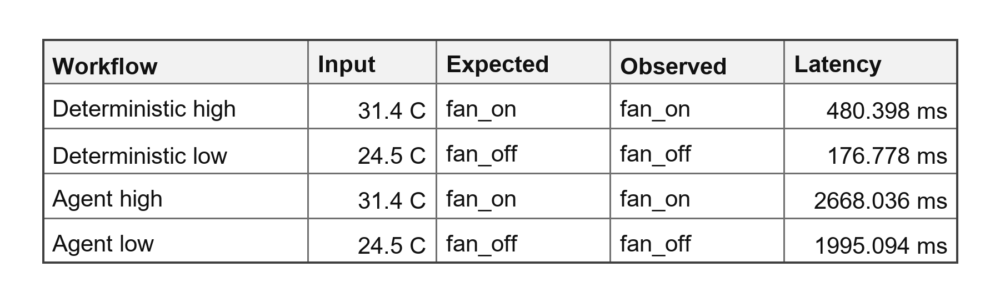 Workflow Input Expected Observed Latency
Deterministic high 31.4 C fan_on fan_on 480.398 ms
Deterministic low 24.5 C fan_off fan_off 176.778 ms
Agent high 31.4 C fan_on fan_on 2668.036 ms
Agent low 24.5 C fan_off fan_off 1995.094 ms